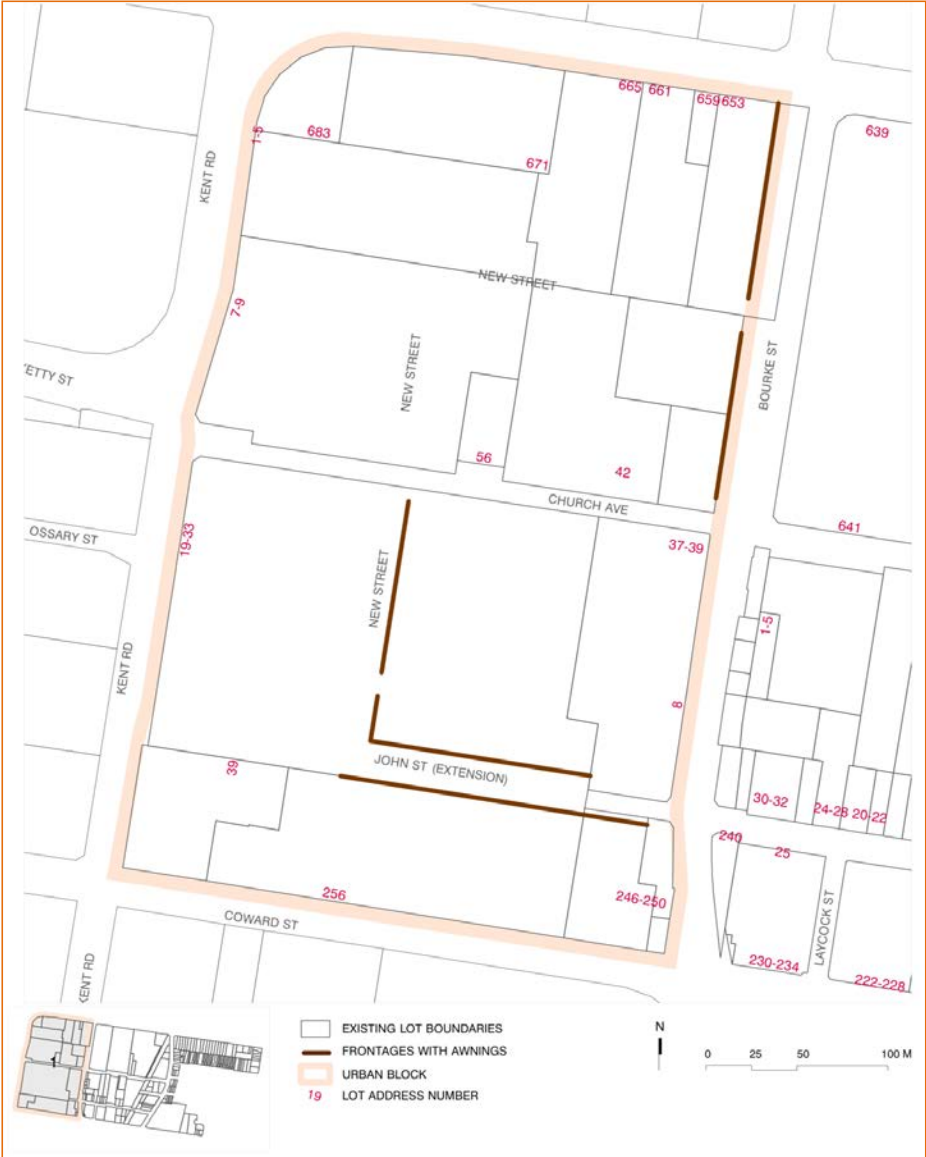 665
661
659
653
639
1-5
683
671
KENT RD
NEW STREET
7-9
NEW STREET
BOURKE ST
ETTY ST
56
42
CHURCH AVE
641
OSSARY ST
19-33
37-39
NEW STREET
1-5
KENT RD
8
JOHN ST (EXTENSION)
39
30-32
24-28
20-22
240
25
256
246-250
COWARD ST
LAYCOCK ST
230-234
222-228
KENT RD
EXISTING LOT BOUNDARIES
FRONTAGES WITH AWNINGS
URBAN BLOCK
19 LOT ADDRESS NUMBER
N
0 25 50 100 M